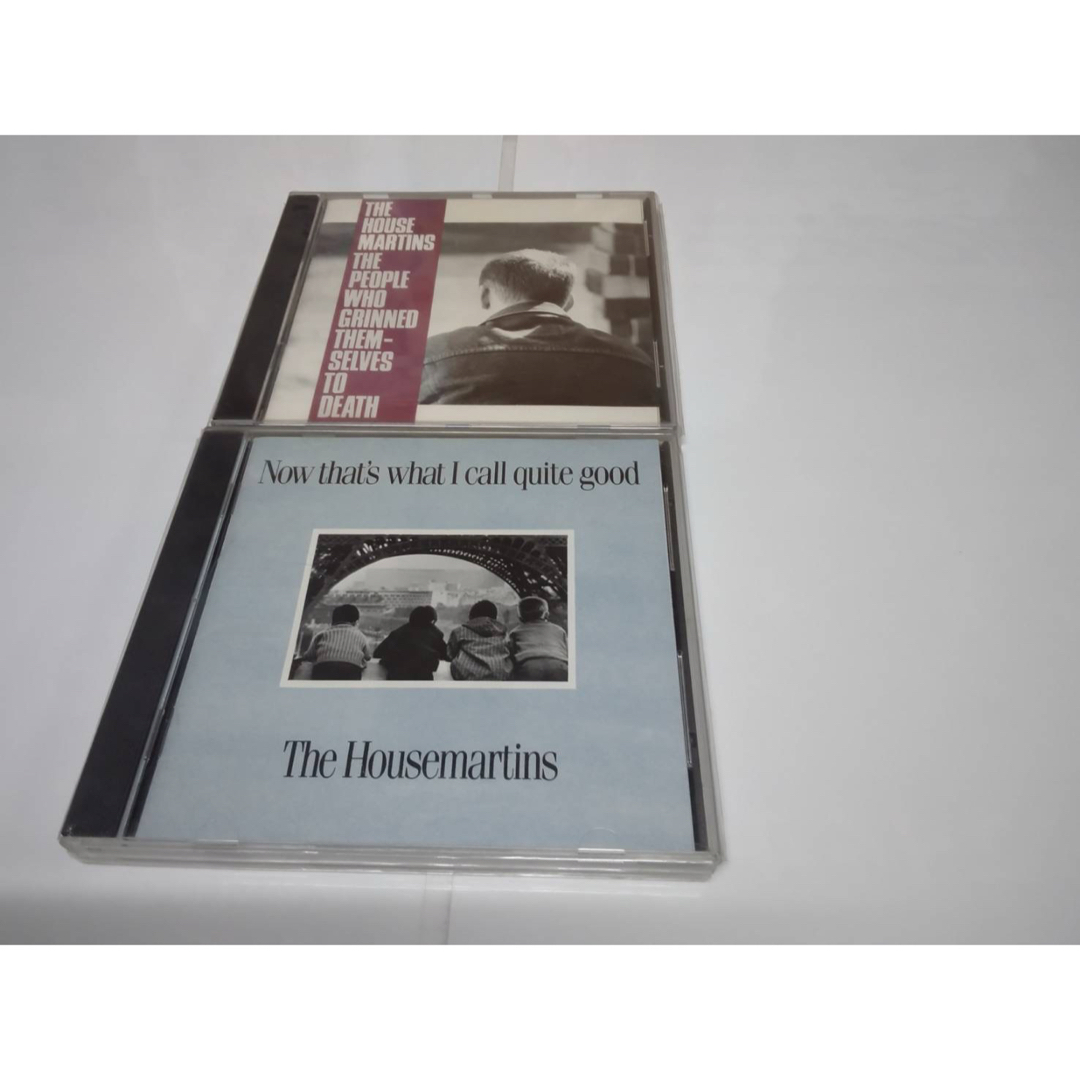 THE
HOUSE
MARTINS
THE
PEOPLE
WHO
GRINNED
THEM-
SELVES
TO
DEATH
Now that's what I call quite good
The Housemartins